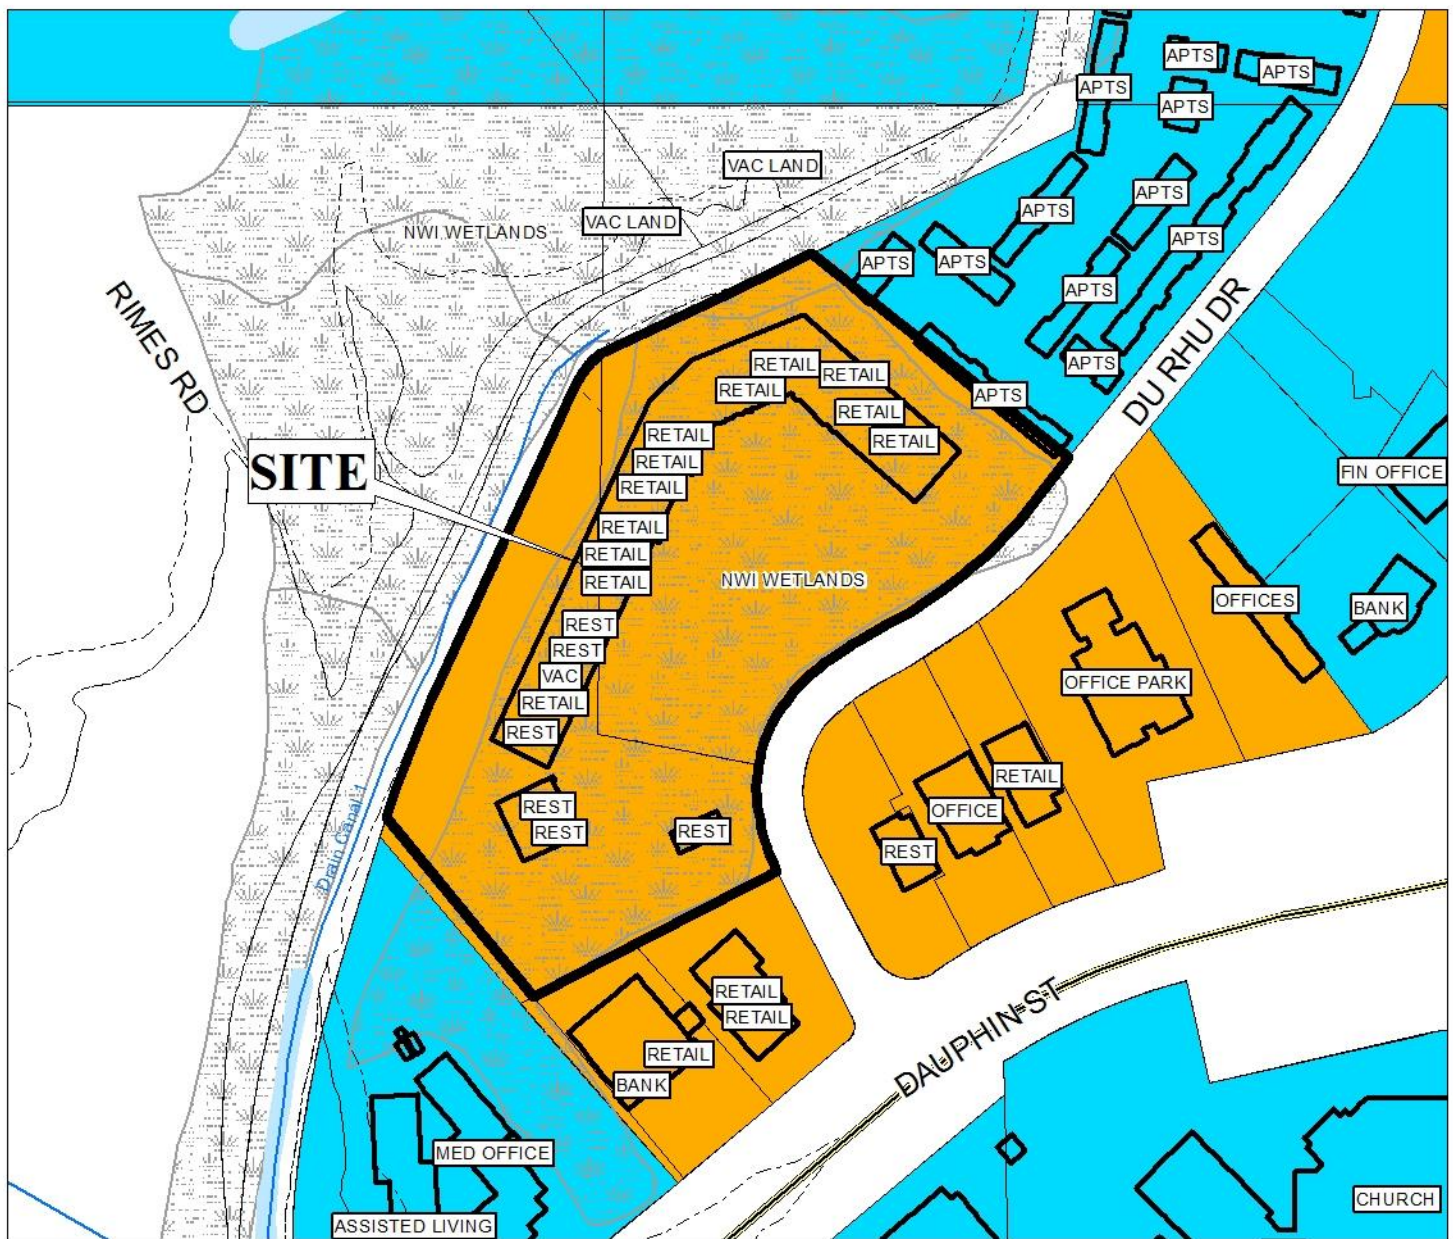 APTS
APTS
APTS
APTS
VAC LAND
APTS
APTS
VAC LAND
NWI WETLANDS
APTS
APTS
APTS
APTS
RIMES RD
DU RHU DR
RETAIL
APTS
RETAIL
RETAIL
APTS
RETAIL
RETAIL
RETAIL
SITE
RETAIL
FIN OFFICE
RETAIL
RETAIL
RETAIL
RETAIL
NWI WETLANDS
OFFICES
BANK
REST
REST
VAC
OFFICE PARK
RETAIL
REST
RETAIL
REST
OFFICE
REST
REST
Drain Canal 1
REST
RETAIL
RETAIL
DAUPHIN ST
RETAIL
BANK
MED OFFICE
CHURCH
ASSISTED LIVING